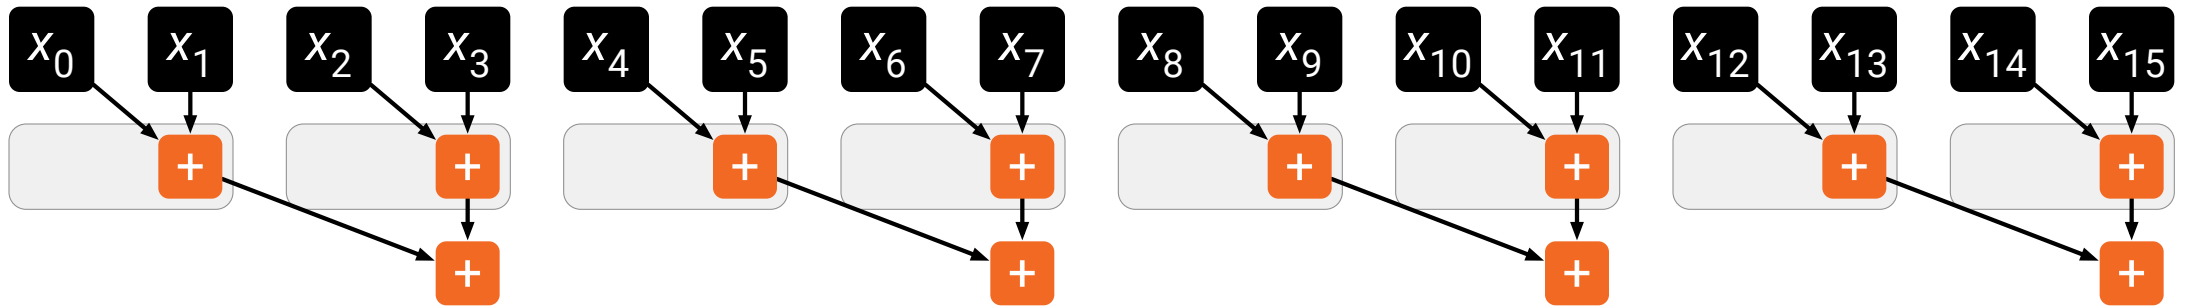 x0 x1 x2 x3 x4 x5 x6 x7 x8 x9 x10 x11 x12 x13 x14 x15
+ + + + + + + +
+ + + +